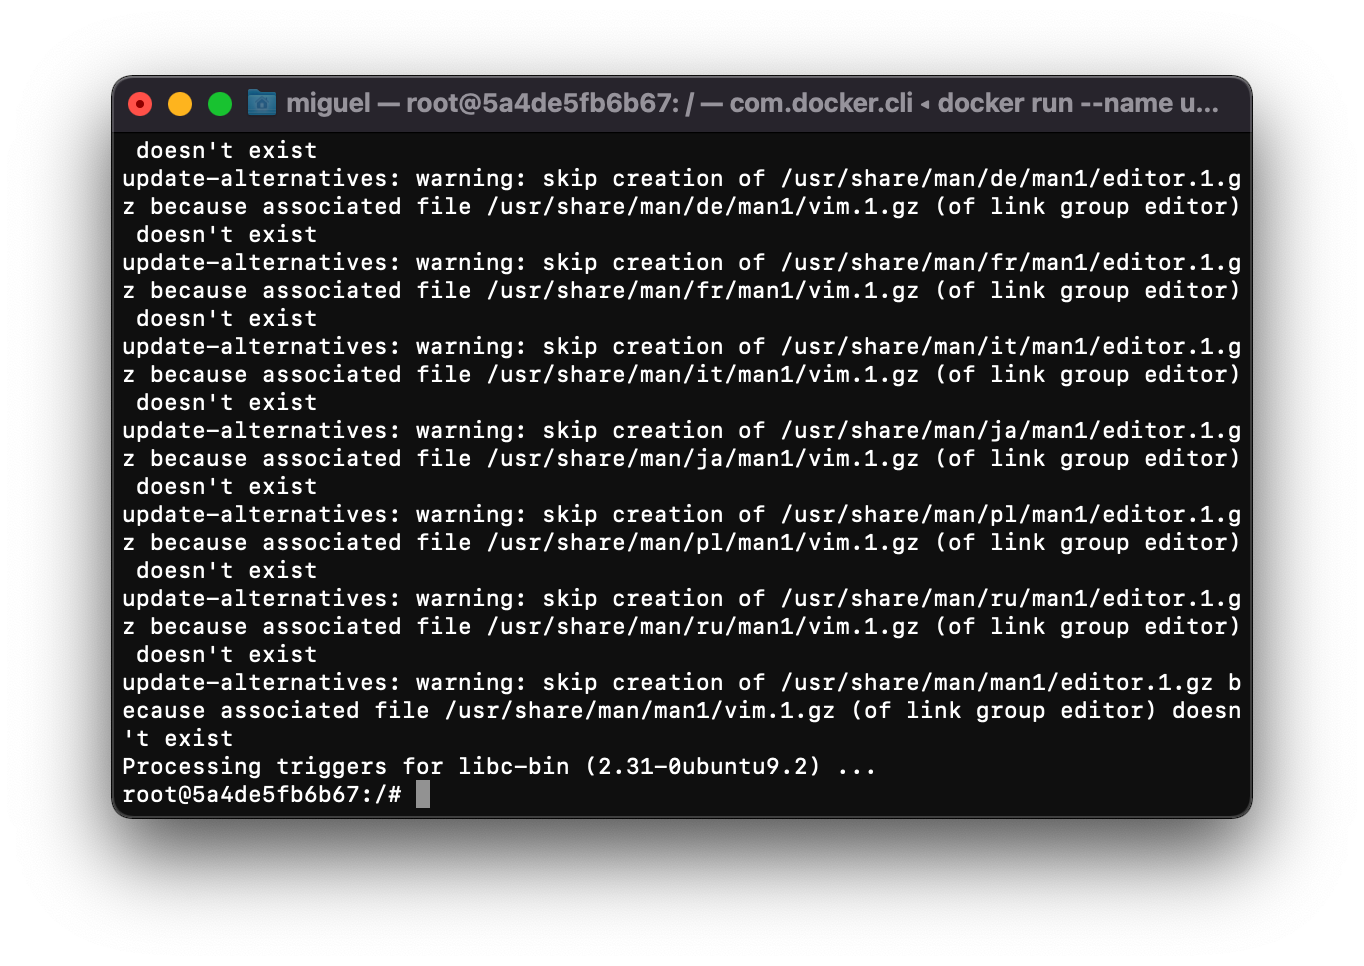 miguel — root@5a4de5fb6b67: / — com.docker.cli ◂ docker run --name u...
 doesn't exist
update-alternatives: warning: skip creation of /usr/share/man/de/man1/editor.1.g
z because associated file /usr/share/man/de/man1/vim.1.gz (of link group editor)
 doesn't exist
update-alternatives: warning: skip creation of /usr/share/man/fr/man1/editor.1.g
z because associated file /usr/share/man/fr/man1/vim.1.gz (of link group editor)
 doesn't exist
update-alternatives: warning: skip creation of /usr/share/man/it/man1/editor.1.g
z because associated file /usr/share/man/it/man1/vim.1.gz (of link group editor)
 doesn't exist
update-alternatives: warning: skip creation of /usr/share/man/ja/man1/editor.1.g
z because associated file /usr/share/man/ja/man1/vim.1.gz (of link group editor)
 doesn't exist
update-alternatives: warning: skip creation of /usr/share/man/pl/man1/editor.1.g
z because associated file /usr/share/man/pl/man1/vim.1.gz (of link group editor)
 doesn't exist
update-alternatives: warning: skip creation of /usr/share/man/ru/man1/editor.1.g
z because associated file /usr/share/man/ru/man1/vim.1.gz (of link group editor)
 doesn't exist
update-alternatives: warning: skip creation of /usr/share/man/man1/editor.1.gz b
ecause associated file /usr/share/man/man1/vim.1.gz (of link group editor) doesn
't exist
Processing triggers for libc-bin (2.31-0ubuntu9.2) ...
root@5a4de5fb6b67:/#